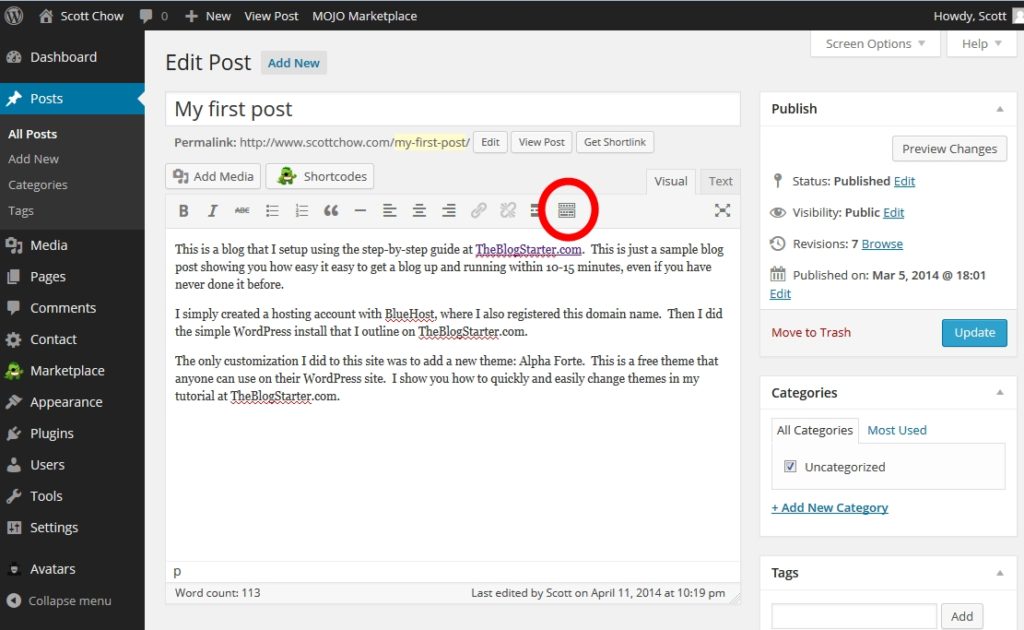 Scott Chow 0 New View Post MOJO Marketplace Howdy, Scott
Dashboard
Posts
All Posts
Add New
Categories
Tags
Media
Pages
Comments
Contact
Marketplace
Appearance
Plugins
Users
Tools
Settings
Avatars
Collapse menu
Screen Options Help
Edit Post Add New
My first post
Permalink: http://www.scottchow.com/my-first-post/ Edit View Post Get Shortlink
Add Media Shortcodes
Visual Text
B I ABC
This is a blog that I setup using the step-by-step guide at TheBlogStarter.com. This is just a sample blog
post showing you how easy it easy to get a blog up and running within 10-15 minutes, even if you have
never done it before.
I simply created a hosting account with BlueHost, where I also registered this domain name. Then I did
the simple WordPress install that I outline on TheBlogStarter.com.
The only customization I did to this site was to add a new theme: Alpha Forte. This is a free theme that
anyone can use on their WordPress site. I show you how to quickly and easily change themes in my
tutorial at TheBlogStarter.com.
p
Word count: 113 Last edited by Scott on April 11, 2014 at 10:19 pm
Publish
Preview Changes
Status: Published Edit
Visibility: Public Edit
Revisions: 7 Browse
Published on: Mar 5, 2014 @ 18:01
Edit
Move to Trash Update
Categories
All Categories Most Used
Uncategorized
+ Add New Category
Tags
Add